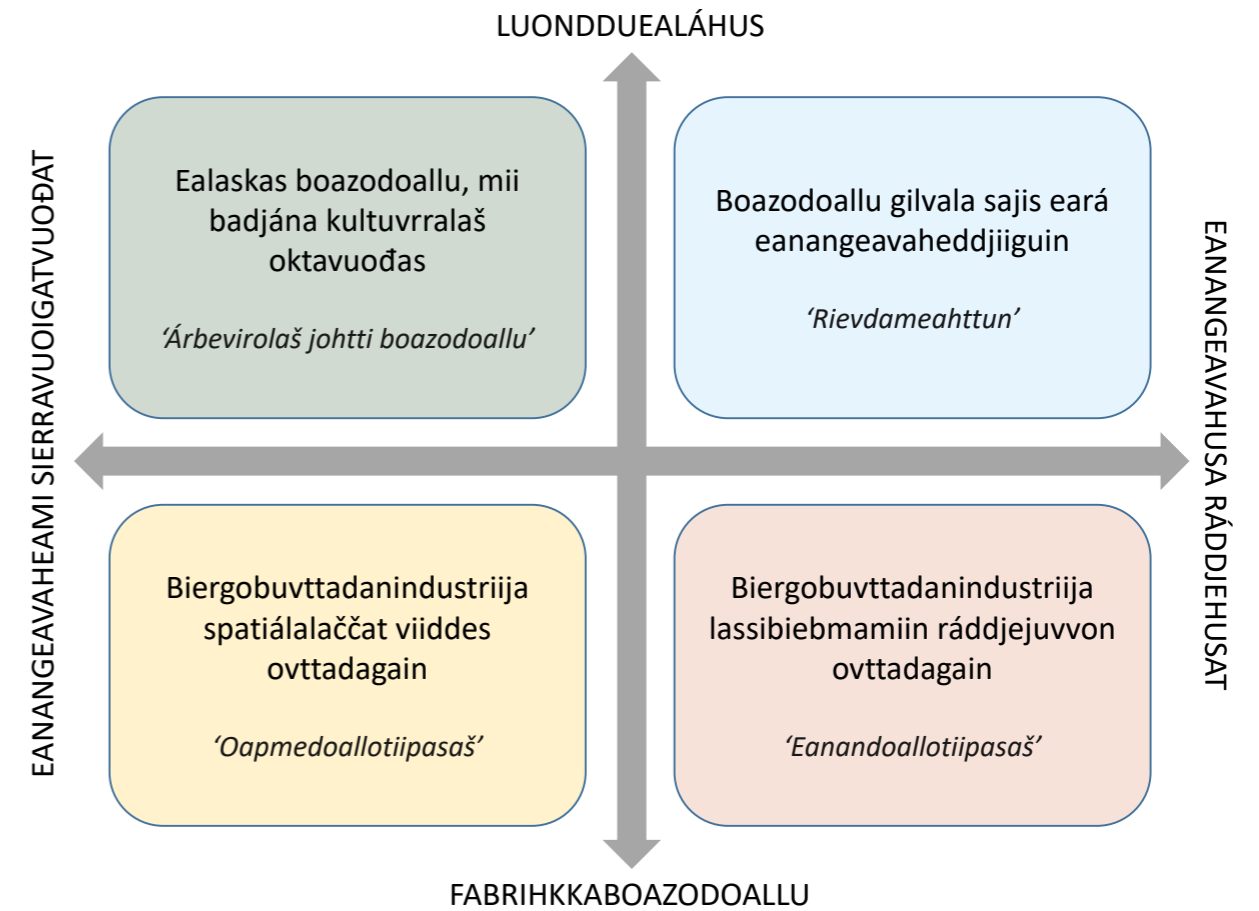 LUONDDUEALÁHUS
EANANGEAVAHEAMI SIERRAVUOIGATVUOĐAT
Ealaskas boazodoallu, mii
badjána kultuvrralaš
oktavuođas
‘Árbevirolaš johtti boazodoallu’
Boazodoallu gilvala sajis eará
eanangeavaheddjiiguin
‘Rievdameahttun’
EANANGEAVAHUSA RÁDDJEHUSAT
Biergobuvttadanindustriija
spatiálalaččat viiddes
ovttadagain
‘Oapmedoallotiipasaš’
Biergobuvttadanindustriija
lassibiebmamiin ráddjejuvvon
ovttadagain
‘Eanandoallotiipasaš’
FABRIHKKABOAZODOALLU